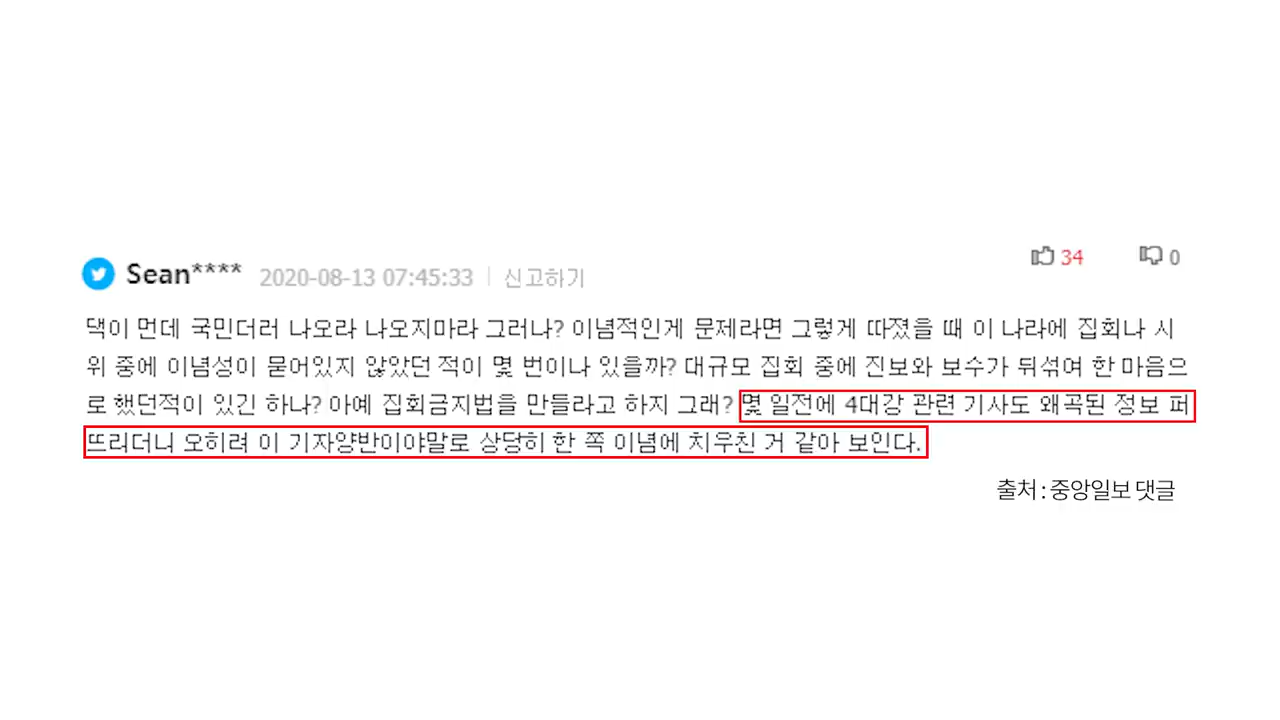 Sean**** 2020-08-13 07:45:33 | 신고하기 34 0
댁이 먼데 국민더러 나오라 나오지마라 그러나? 이념적인게 문제라면 그렇게 따졌을 때 이 나라에 집회나 시
위 중에 이념성이 묻어있지 않았던 적이 몇 번이나 있을까? 대규모 집회 중에 진보와 보수가 뒤섞여 한 마음으
로 했던적이 있긴 하나? 아예 집회금지법을 만들라고 하지 그래? 몇 일전에 4대강 관련 기사도 왜곡된 정보 퍼
뜨리더니 오히려 이 기자양반이야말로 상당히 한 쪽 이념에 치우친 거 같아 보인다.
출처 : 중앙일보 댓글